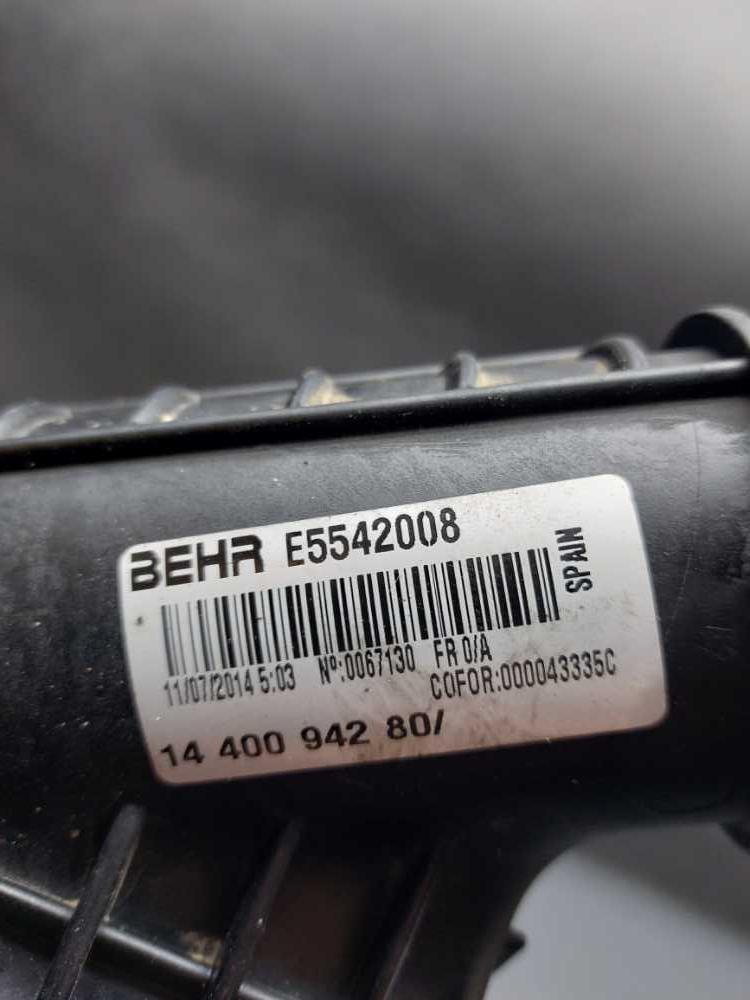 BEHR E5542008
SPAIN
11/07/2014 5:03 Nº:0067130 FR 0/A
COFOR:000043335C
14 400 942 80/